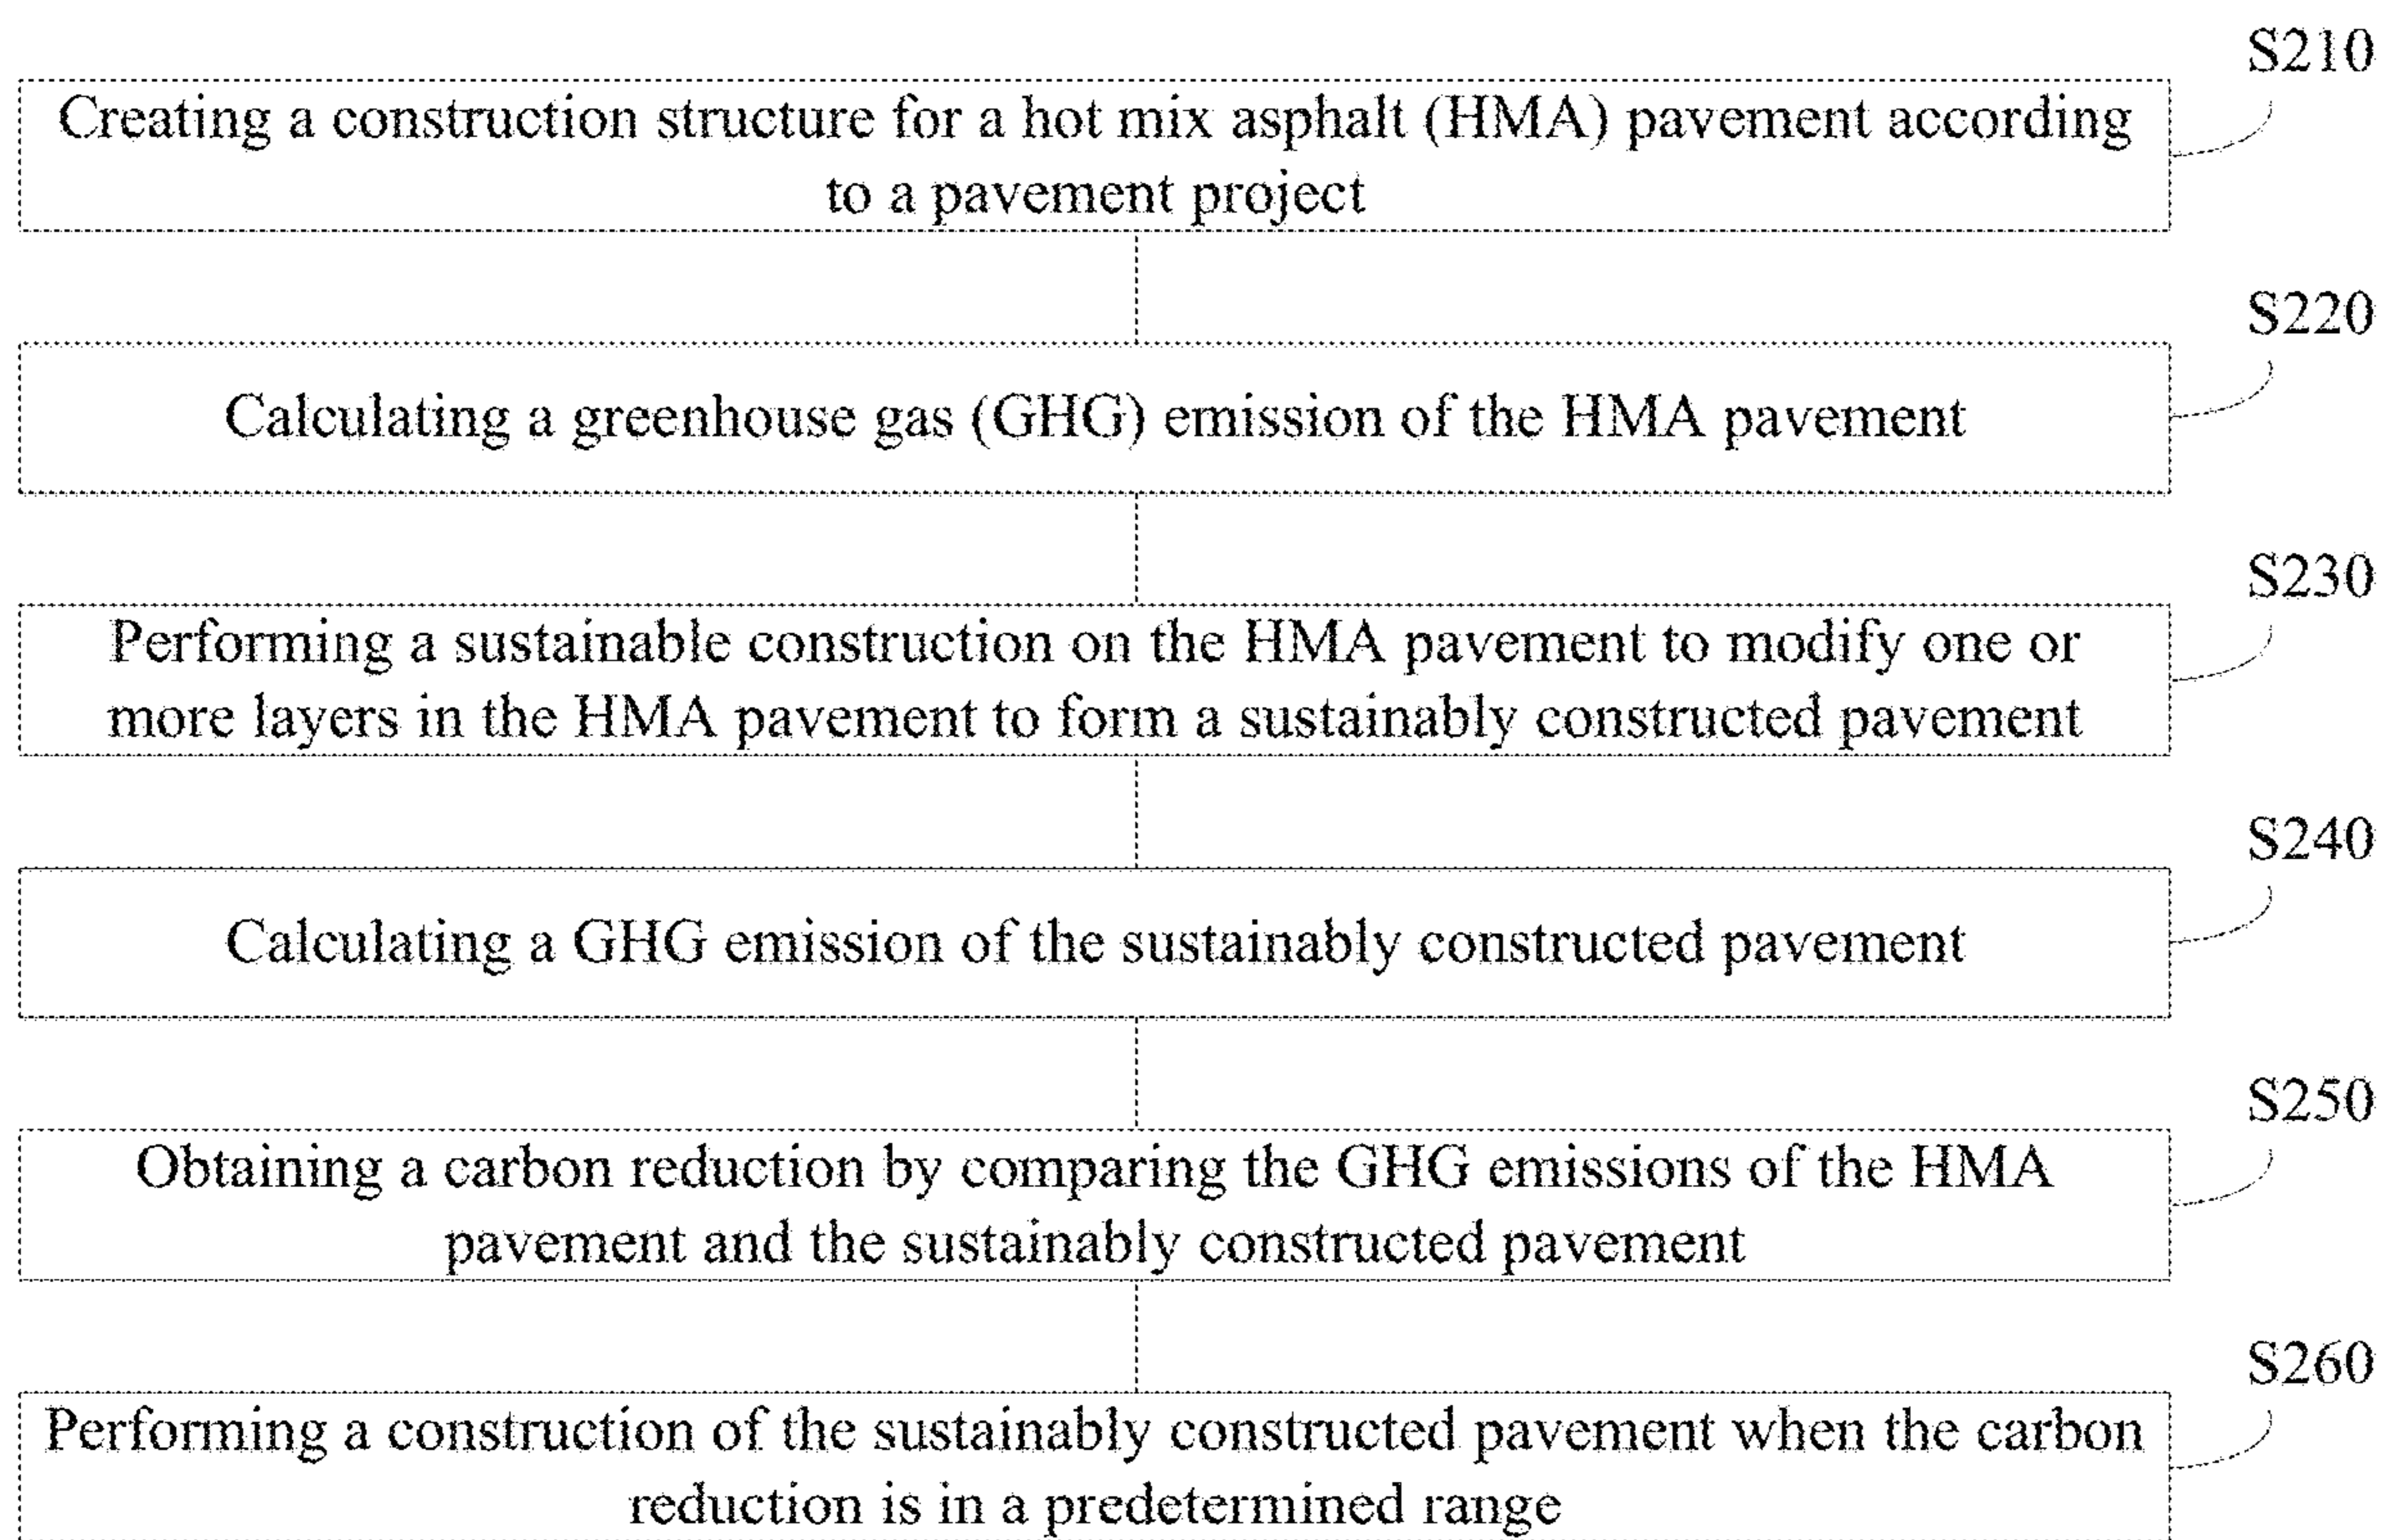 S210
Creating a construction structure for a hot mix asphalt (HMA) pavement according
to a pavement project
S220
Calculating a greenhouse gas (GHG) emission of the HMA pavement
S230
Performing a sustainable construction on the HMA pavement to modify one or
more layers in the HMA pavement to form a sustainably constructed pavement
S240
Calculating a GHG emission of the sustainably constructed pavement
S250
Obtaining a carbon reduction by comparing the GHG emissions of the HMA
pavement and the sustainably constructed pavement
S260
Performing a construction of the sustainably constructed pavement when the carbon
reduction is in a predetermined range